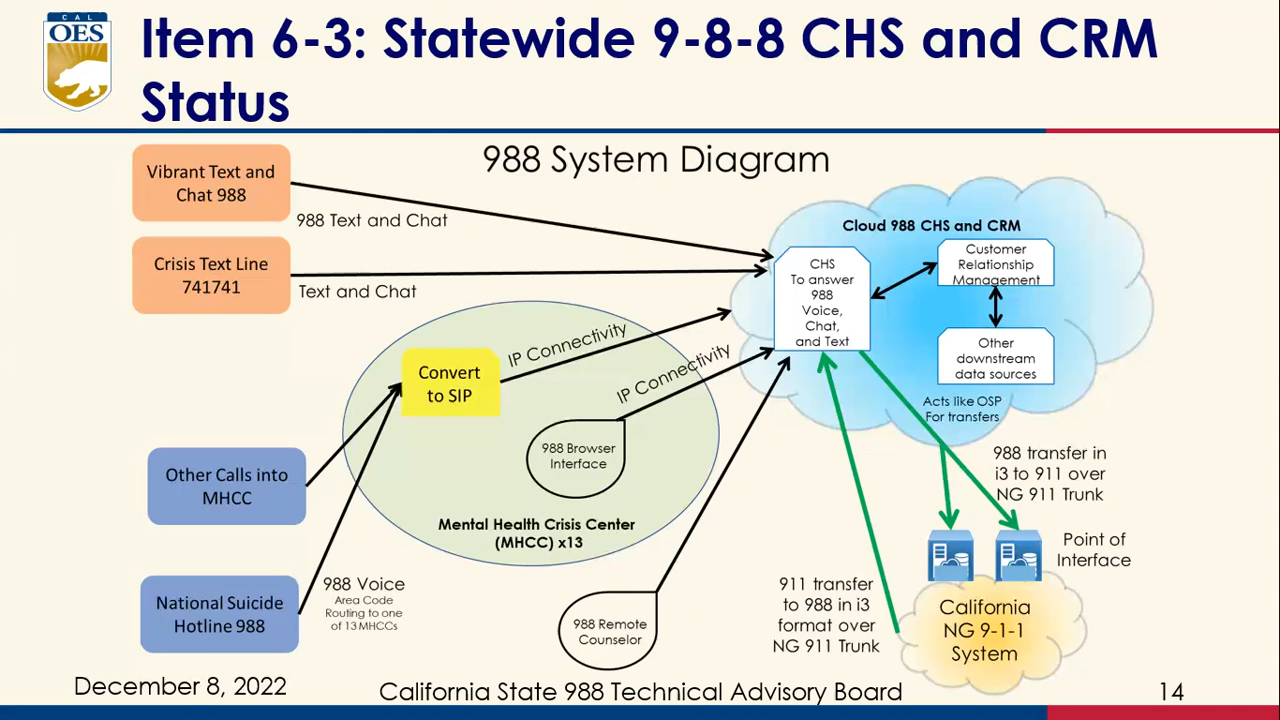 CAL
OES
Item 6-3: Statewide 9-8-8 CHS and CRM
Status
988 System Diagram
Vibrant Text and
Chat 988
988 Text and Chat
Crisis Text Line
741741
Text and Chat
Cloud 988 CHS and CRM
CHS
To answer
988
Voice,
Chat,
and Text
Customer
Relationship
Management
Other
downstream
data sources
Acts like OSP
For transfers
Convert
to SIP
IP Connectivity
IP Connectivity
988 Browser
Interface
Other Calls into
MHCC
Mental Health Crisis Center
(MHCC) x13
988 transfer in
i3 to 911 over
NG 911 Trunk
Point of
Interface
National Suicide
Hotline 988
988 Voice
Area Code
Routing to one
of 13 MHCCs
988 Remote
Counselor
911 transfer
to 988 in i3
format over
NG 911 Trunk
California
NG 9-1-1
System
December 8, 2022
California State 988 Technical Advisory Board
14